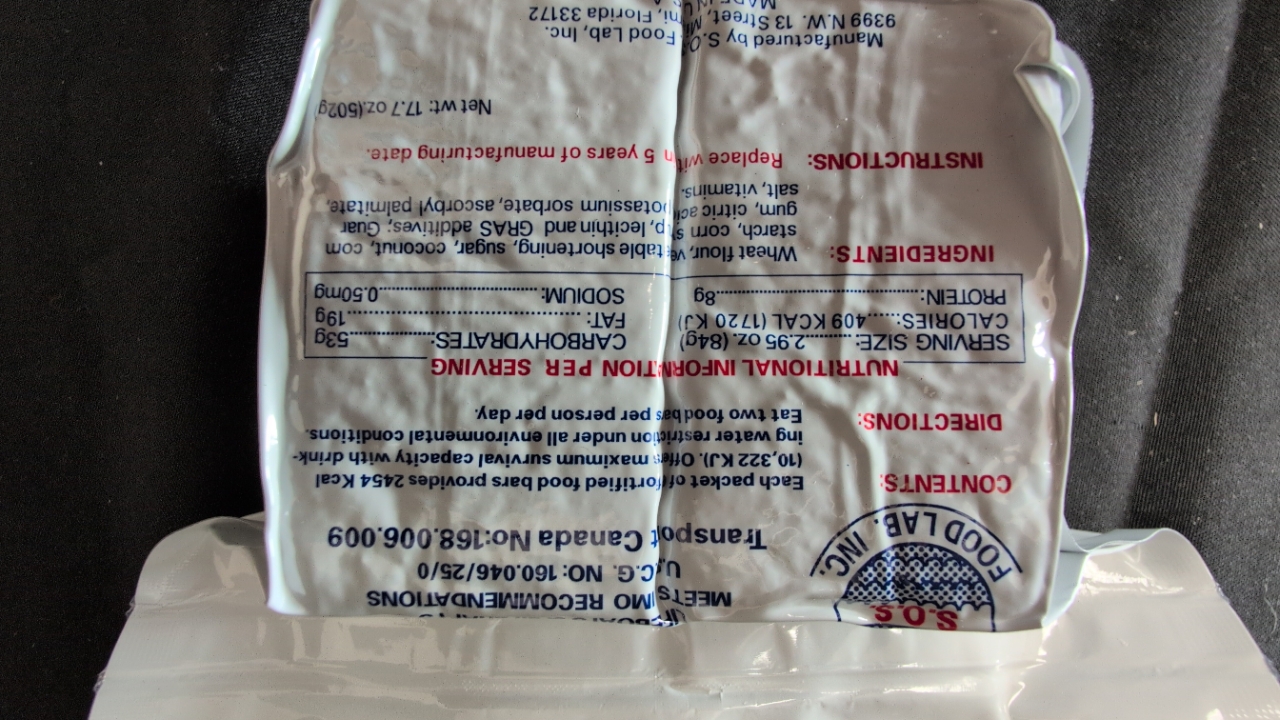 S.O.S.
FOOD LAB. INC.
MEETS IMO RECOMMENDATIONS
U.C.G. NO: 160.046/25/0
Transport Canada No:168.006.009
CONTENTS: Each packet of fortified food bars provides 2454 Kcal
(10,322 KJ). Offers maximum survival capacity with drink-
ing water restriction under all environmental conditions.
DIRECTIONS: Eat two food bars per person per day.
NUTRITIONAL INFORMATION PER SERVING
SERVING SIZE:..........2.95 oz. (84g) CARBOHYDRATES:...............53g
CALORIES:......409 KCAL (1720 KJ) FAT:..........................................19g
PROTEIN:.....................................8g SODIUM:............................0.50mg
INGREDIENTS: Wheat flour, vegetable shortening, sugar, coconut, corn
starch, corn syrup, lecithin and GRAS additives; Guar
gum, citric acid, potassium sorbate, ascorbyl palmitate,
salt, vitamins.
INSTRUCTIONS: Replace within 5 years of manufacturing date.
Net wt: 17.7 oz.(502g
Manufactured by S.O.S. Food Lab, Inc.
9399 N.W. 13 Street, Miami, Florida 33172
MADE IN U.S.A.